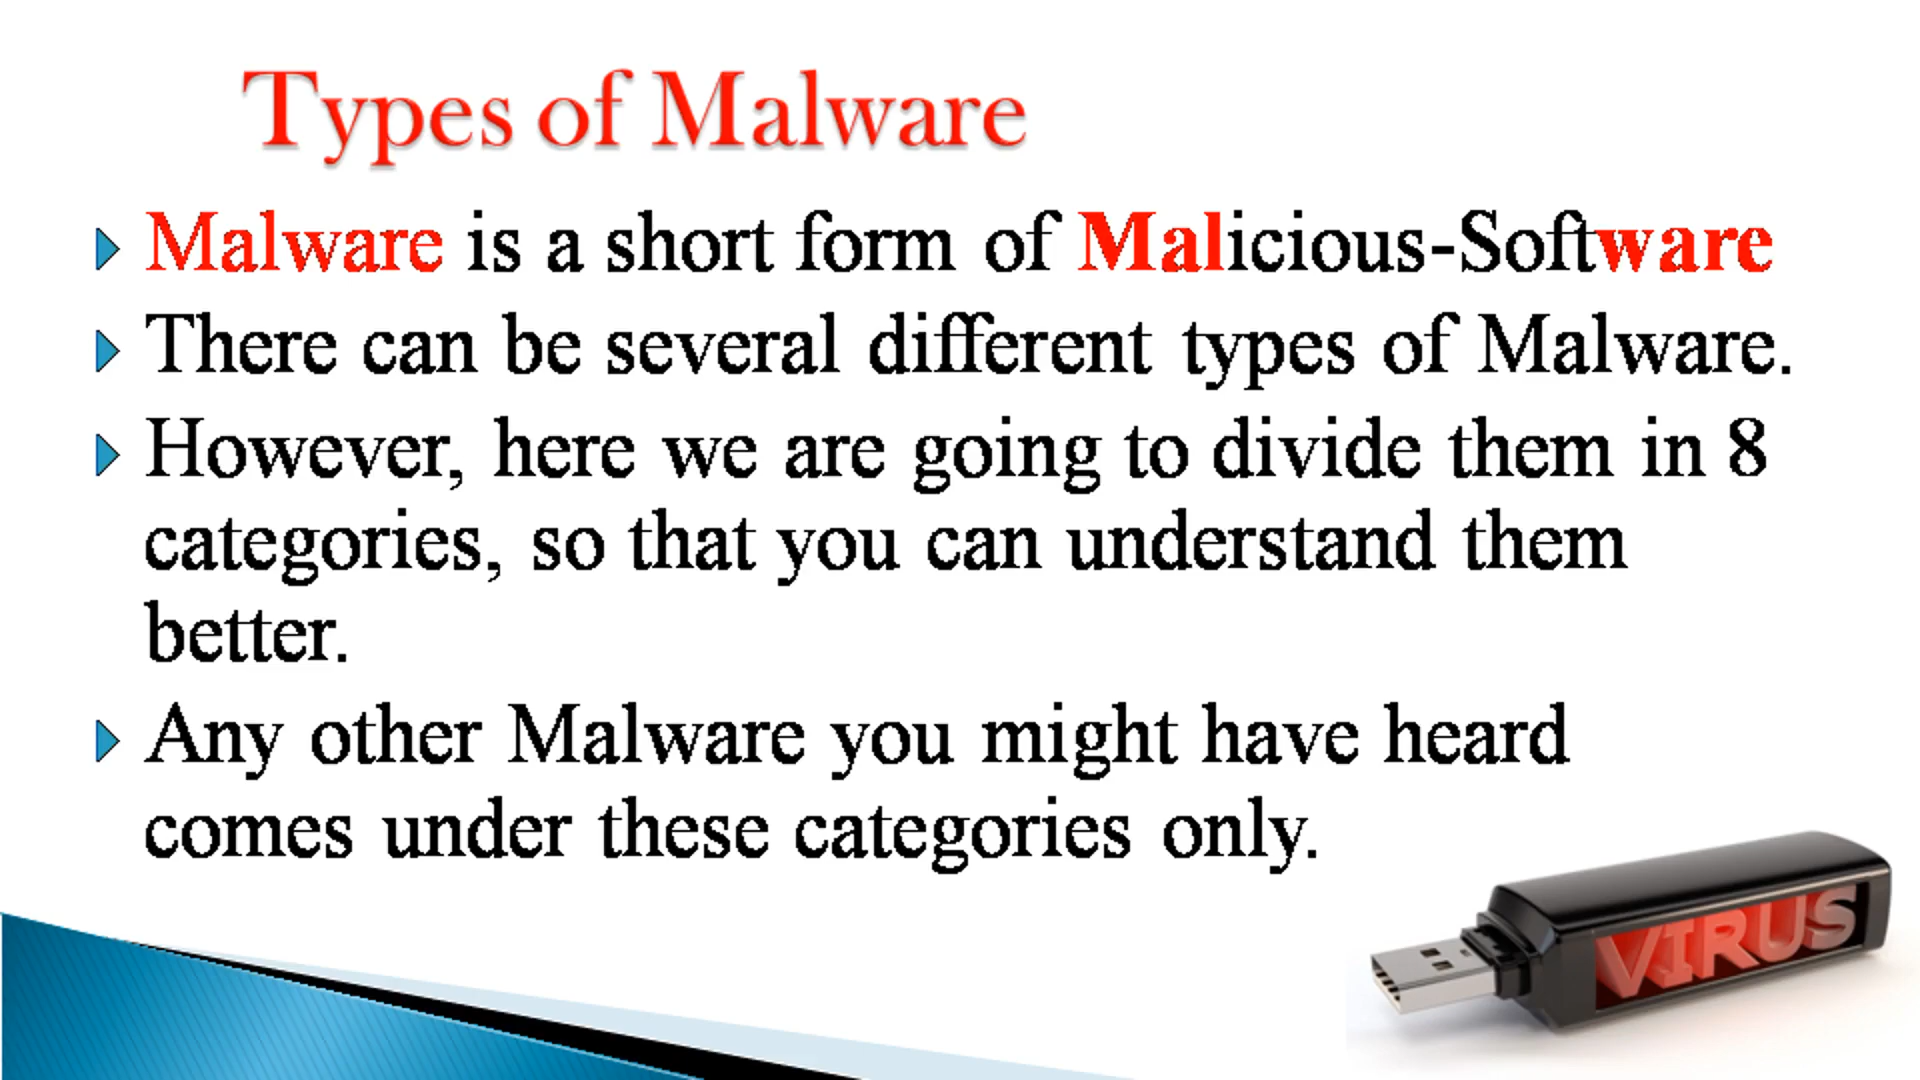 Types of Malware
Malware is a short form of Malicious-Software
There can be several different types of Malware.
However, here we are going to divide them in 8
categories, so that you can understand them
better.
Any other Malware you might have heard
comes under these categories only.
VIRUS